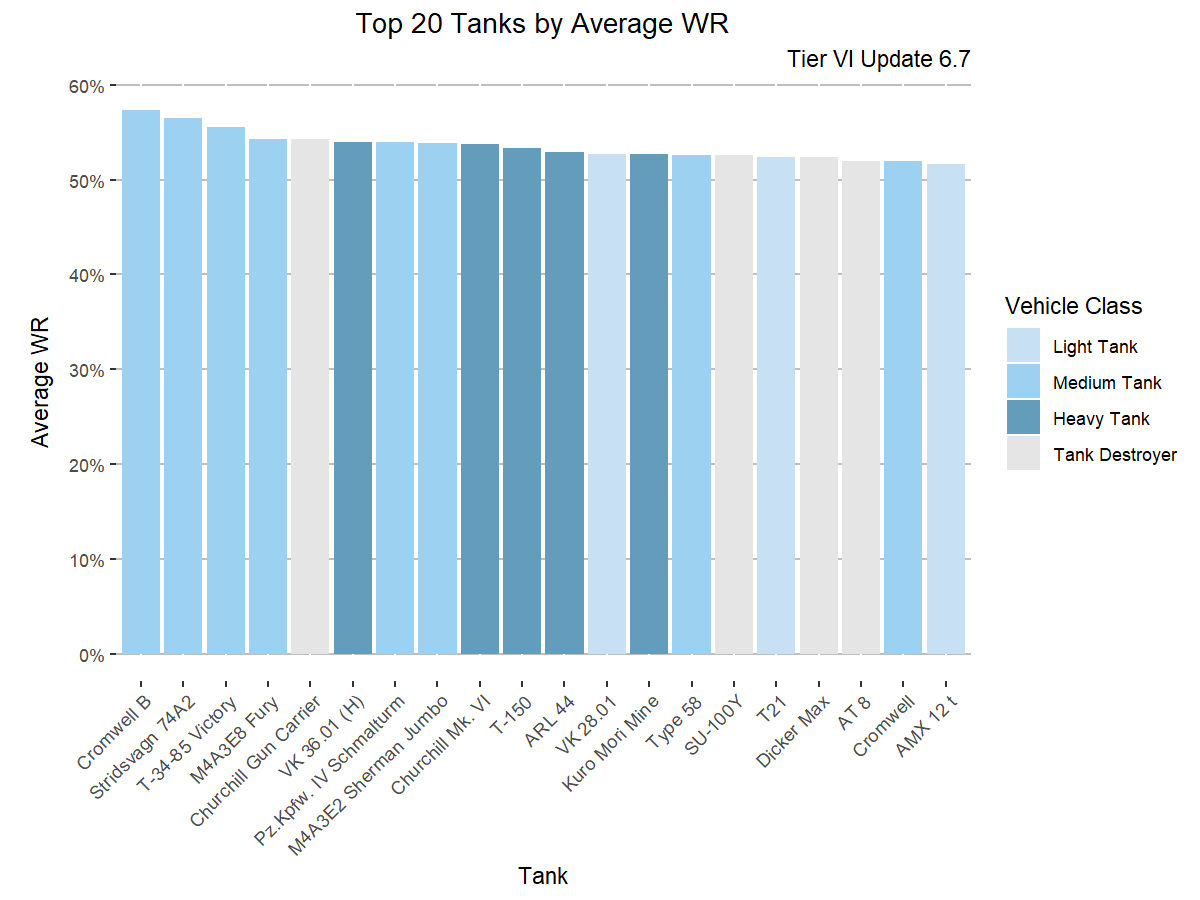 Top 20 Tanks by Average WR
Tier VI Update 6.7
60%
50%
40%
30%
20%
10%
0%
Average WR
Cromwell B
Stridsvagn 74A2
T-34-85 Victory
M4A3E8 Fury
Churchill Gun Carrier
VK 36.01 (H)
Pz.Kpfw. IV Schmalturm
M4A3E2 Sherman Jumbo
Churchill Mk. VI
T-150
ARL 44
VK 28.01
Kuro Mori Mine
Type 58
SU-100Y
T21
Dicker Max
AT 8
Cromwell
AMX 12 t
Tank
Vehicle Class
Light Tank
Medium Tank
Heavy Tank
Tank Destroyer